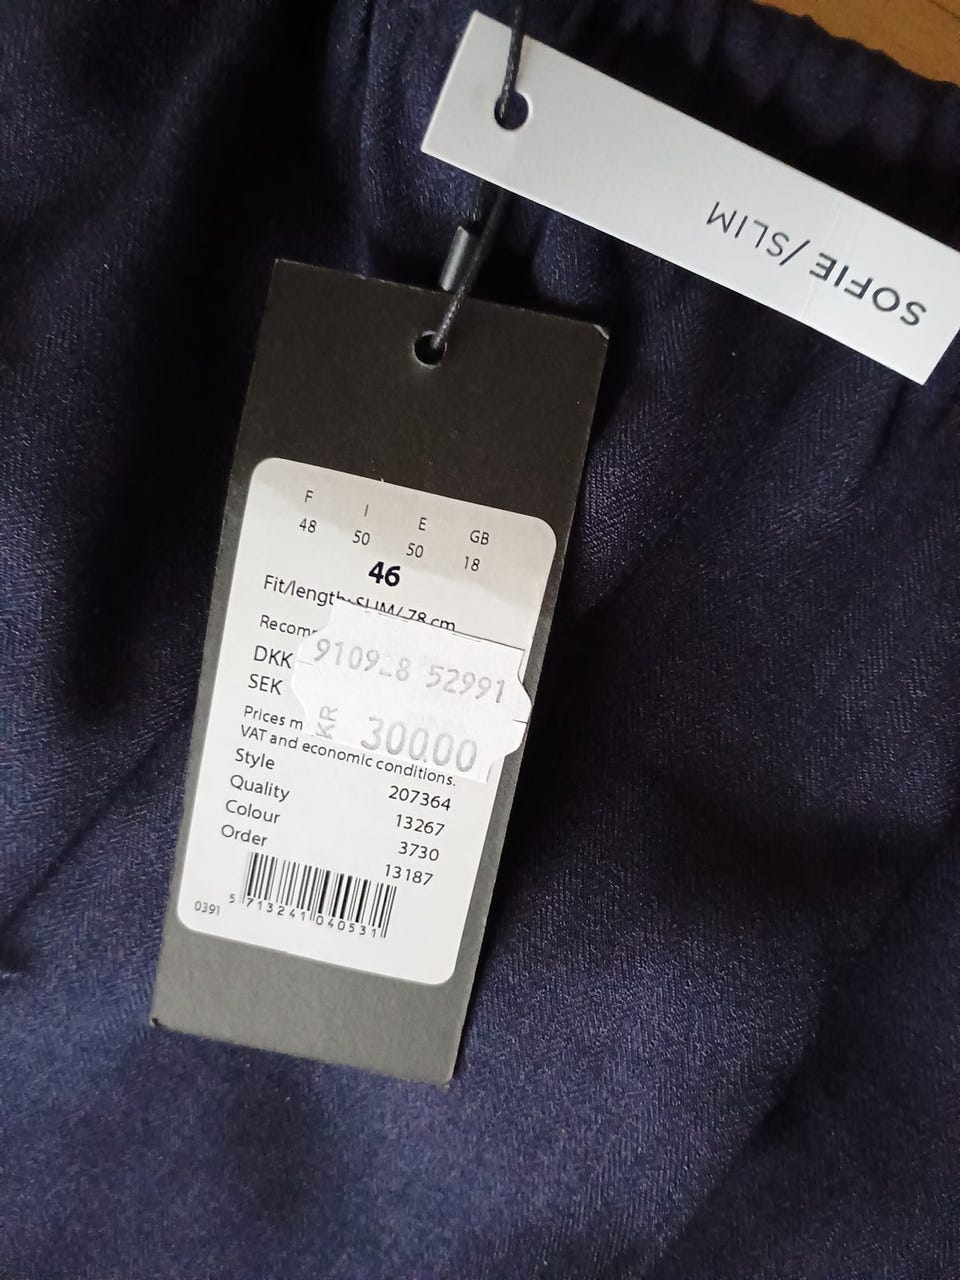 SOFIE/SLIM
F I E GB
48 50 50 18
46
Fit/length: SLIM/ 78 cm
DKK
SEK
52991
KR 300.00
Prices
VAT and economic conditions.
Style 207364
Quality 13267
Colour 3730
Order 13187
0391 5 713241 040531